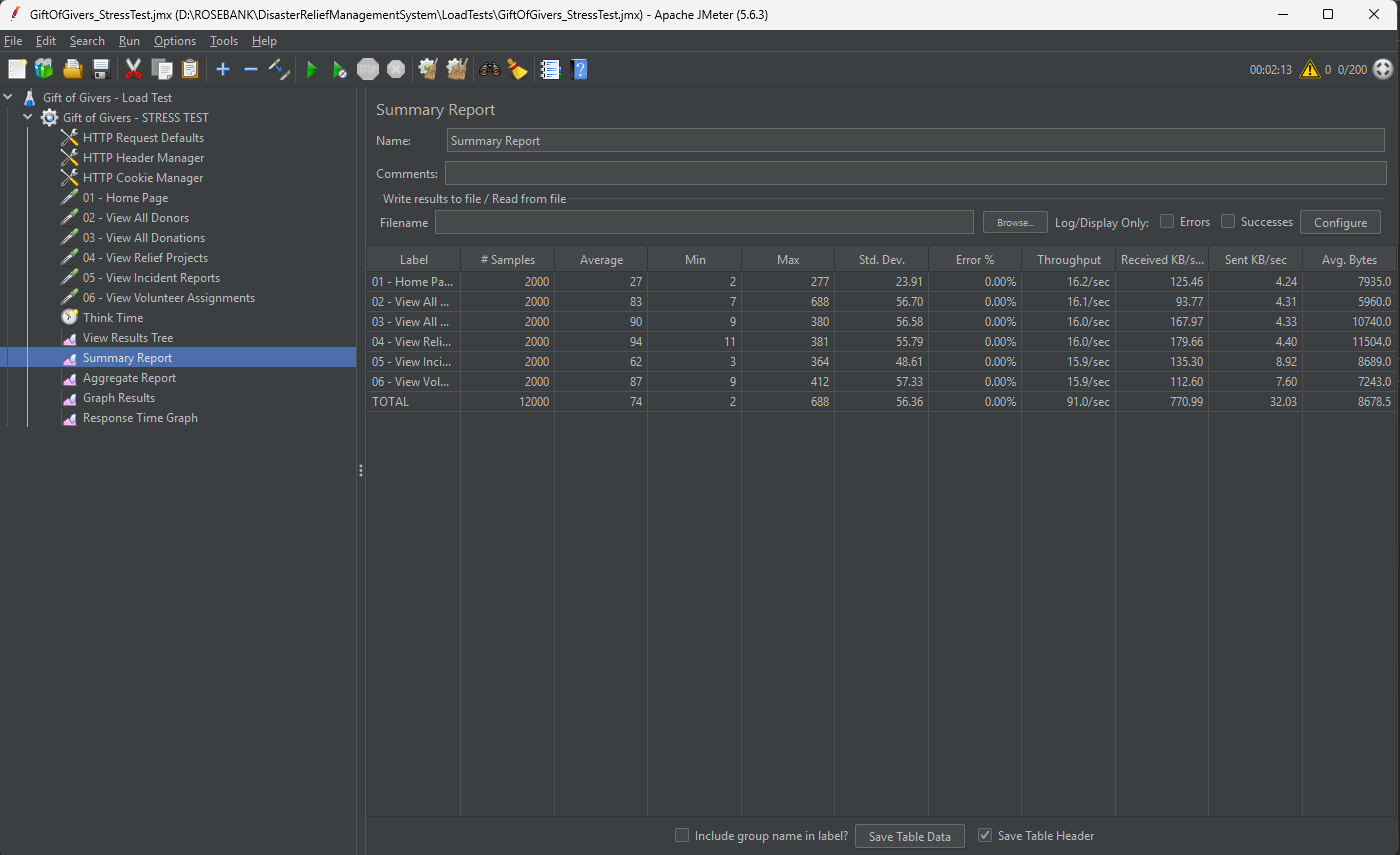 GiftOfGivers_StressTest.jmx (D:\ROSEBANK\DisasterReliefManagementSystem\LoadTests\GiftOfGivers_StressTest.jmx) - Apache JMeter (5.6.3)
File Edit Search Run Options Tools Help
00:02:13 0 0/200
Gift of Givers - Load Test
Gift of Givers - STRESS TEST
HTTP Request Defaults
HTTP Header Manager
HTTP Cookie Manager
01 - Home Page
02 - View All Donors
03 - View All Donations
04 - View Relief Projects
05 - View Incident Reports
06 - View Volunteer Assignments
Think Time
View Results Tree
Summary Report
Aggregate Report
Graph Results
Response Time Graph
Summary Report
Name: Summary Report
Comments:
Write results to file / Read from file
Filename Browse... Log/Display Only: Errors Successes Configure
Label # Samples Average Min Max Std. Dev. Error % Throughput Received KB/s... Sent KB/sec Avg. Bytes
01 - Home Pa... 2000 27 2 277 23.91 0.00% 16.2/sec 125.46 4.24 7935.0
02 - View All ... 2000 83 7 688 56.70 0.00% 16.1/sec 93.77 4.31 5960.0
03 - View All ... 2000 90 9 380 56.58 0.00% 16.0/sec 167.97 4.33 10740.0
04 - View Reli... 2000 94 11 381 55.79 0.00% 16.0/sec 179.66 4.40 11504.0
05 - View Inci... 2000 62 3 364 48.61 0.00% 15.9/sec 135.30 8.92 8689.0
06 - View Vol... 2000 87 9 412 57.33 0.00% 15.9/sec 112.60 7.60 7243.0
TOTAL 12000 74 2 688 56.36 0.00% 91.0/sec 770.99 32.03 8678.5
Include group name in label? Save Table Data Save Table Header